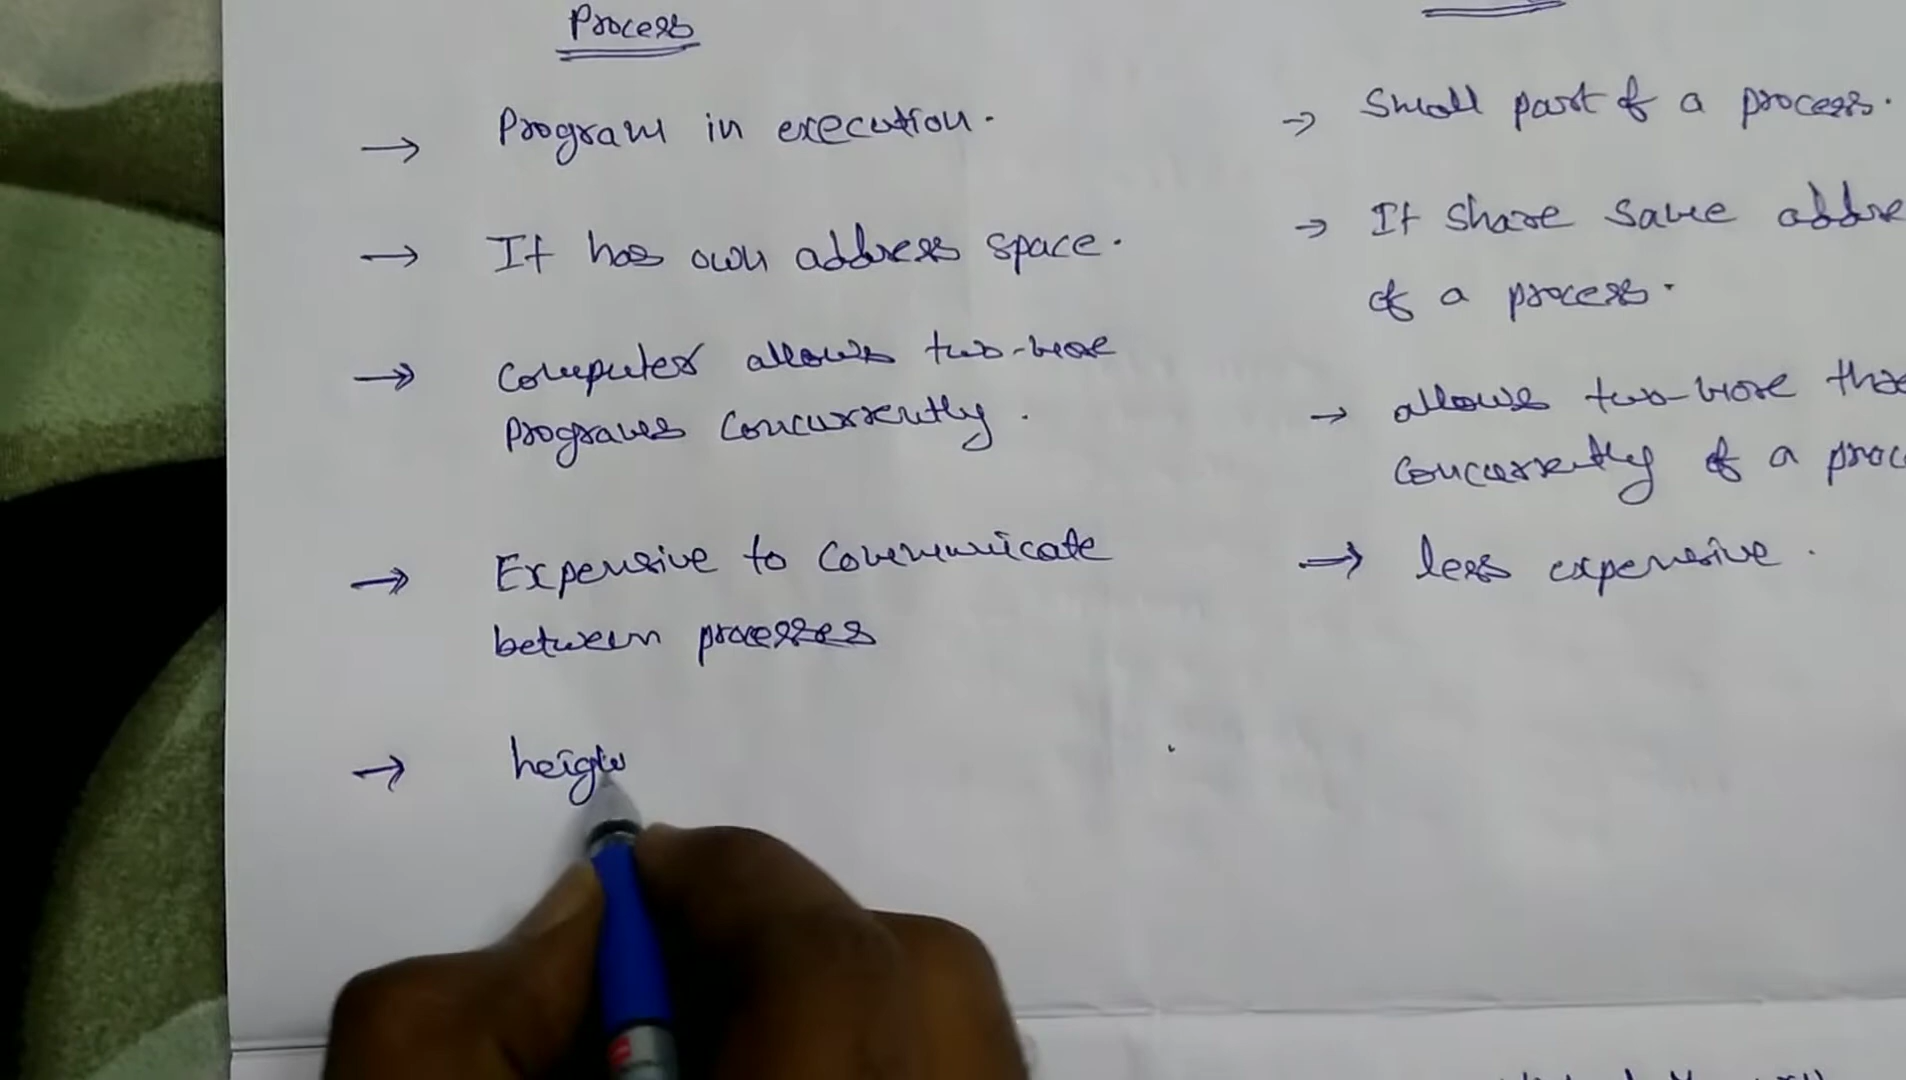 Process
→ Program in execution.
→ It has own address space.
→ Computer allows two-more
programs concurrently.
→ Expensive to communicate
between processes
→ heigh
→ Small part of a process.
→ It share same addre
of a process.
→ allows two-more thre
concurrently of a proc
→ less expensive.